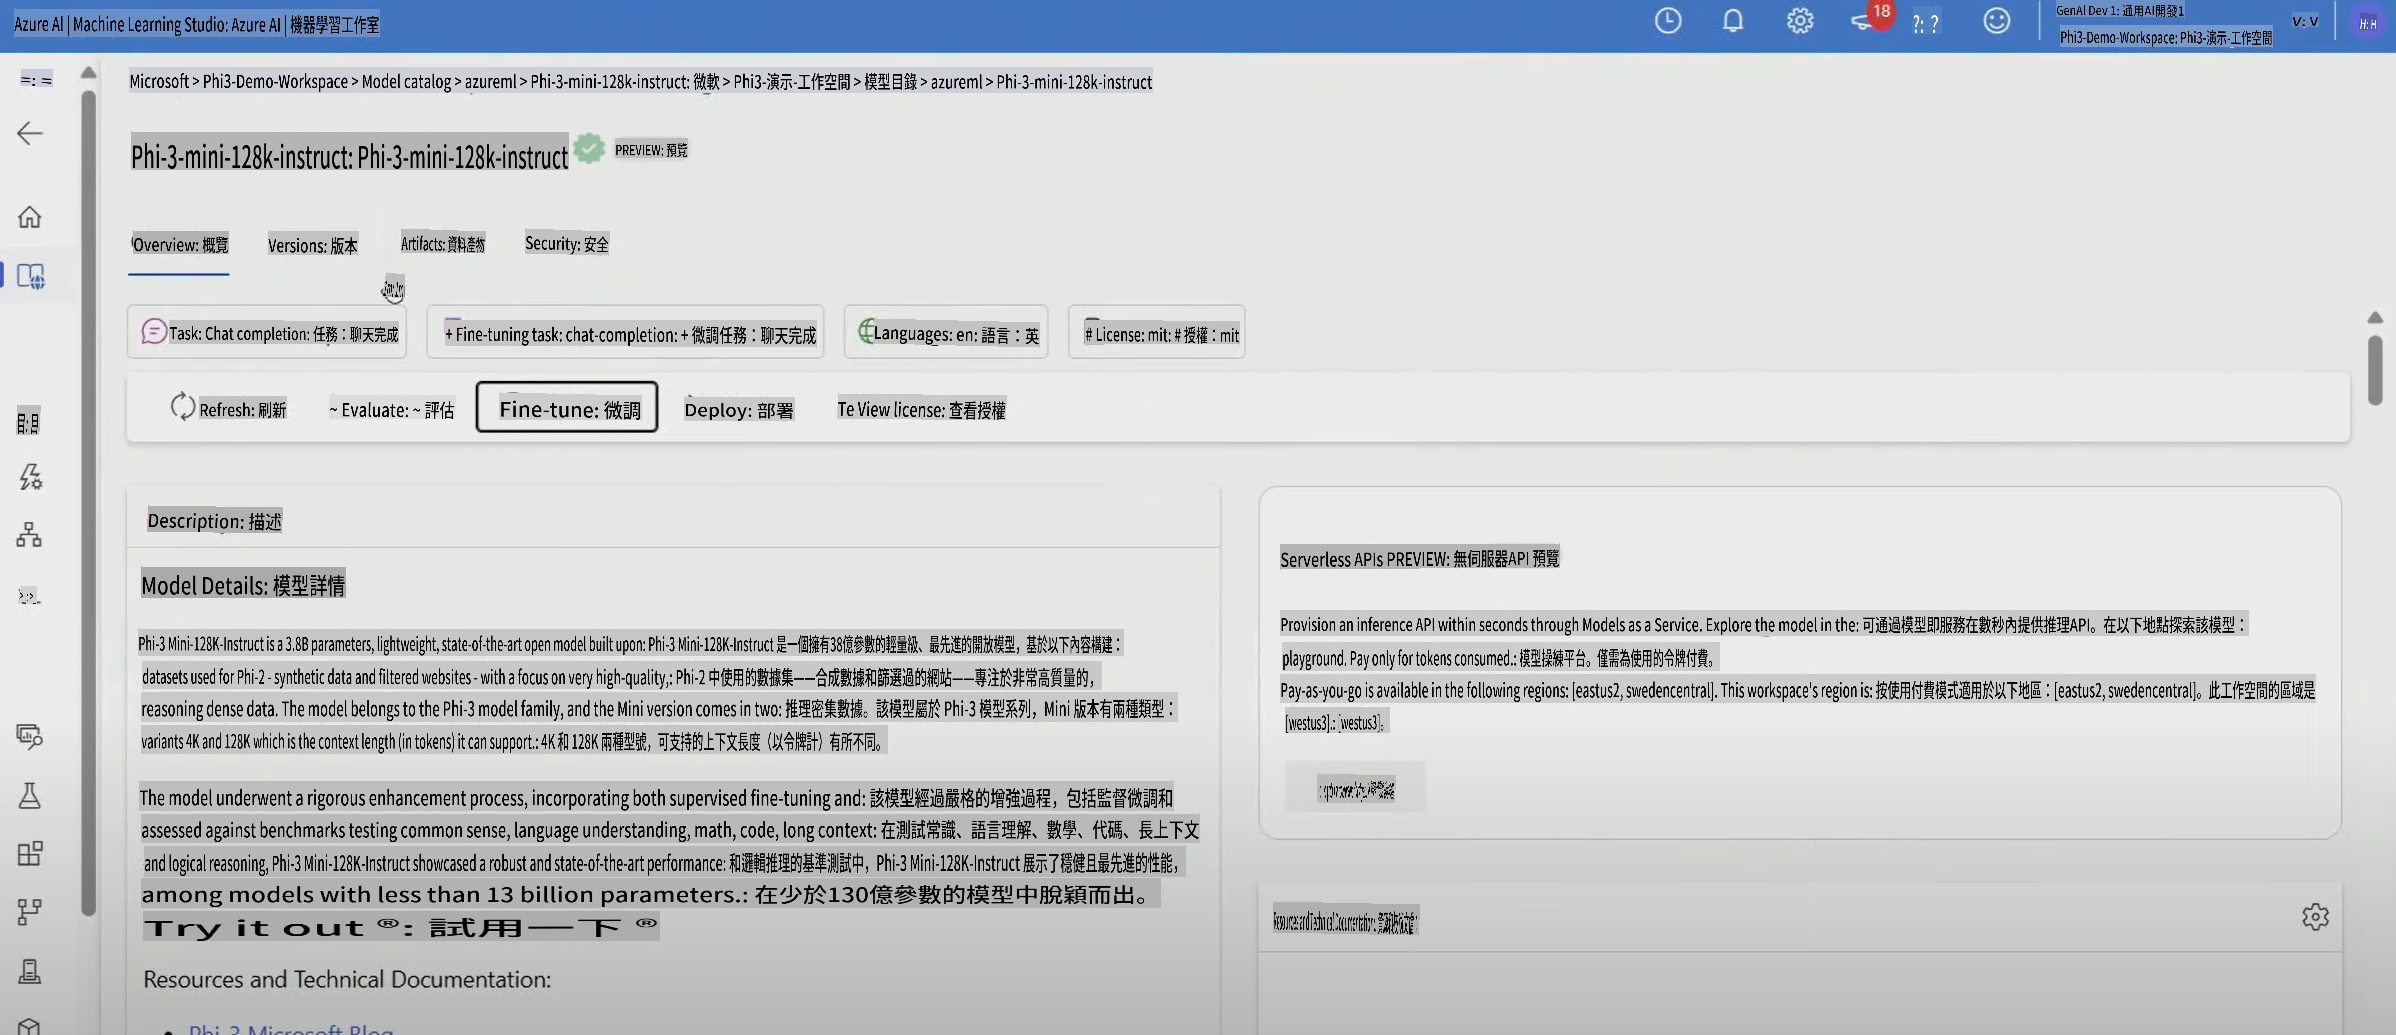 Azure AI | Machine Learning Studio: Azure AI | 機器學習工作室
18
?: ?
GenAI Dev 1: 通用AI開發1
Phi3-Demo-Workspace: Phi3-演示-工作空間
V: V
=: =
Microsoft > Phi3-Demo-Workspace > Model catalog > azureml > Phi-3-mini-128k-instruct: 微軟 > Phi3-演示-工作空間 > 模型目錄 > azureml > Phi-3-mini-128k-instruct
Phi-3-mini-128k-instruct: Phi-3-mini-128k-instruct
PREVIEW: 預覽
Overview: 概覽
Versions: 版本
Artifacts: 資料產物
Security: 安全
Task: Chat completion: 任務：聊天完成
+ Fine-tuning task: chat-completion: + 微調任務：聊天完成
Languages: en: 語言：英
# License: mit: # 授權：mit
Refresh: 刷新
~ Evaluate: ~ 評估
Fine-tune: 微調
Deploy: 部署
Te View license: 查看授權
Description: 描述
Model Details: 模型詳情
Phi-3 Mini-128K-Instruct is a 3.8B parameters, lightweight, state-of-the-art open model built upon: Phi-3 Mini-128K-Instruct 是一個擁有38億參數的輕量級、最先進的開放模型，基於以下內容構建：
datasets used for Phi-2 - synthetic data and filtered websites - with a focus on very high-quality,: Phi-2 中使用的數據集——合成數據和篩選過的網站——專注於非常高質量的，
reasoning dense data. The model belongs to the Phi-3 model family, and the Mini version comes in two: 推理密集數據。該模型屬於 Phi-3 模型系列，Mini 版本有兩種類型：
variants 4K and 128K which is the context length (in tokens) it can support.: 4K 和 128K 兩種型號，可支持的上下文長度（以令牌計）有所不同。
The model underwent a rigorous enhancement process, incorporating both supervised fine-tuning and: 該模型經過嚴格的增強過程，包括監督微調和
assessed against benchmarks testing common sense, language understanding, math, code, long context: 在測試常識、語言理解、數學、代碼、長上下文
and logical reasoning, Phi-3 Mini-128K-Instruct showcased a robust and state-of-the-art performance: 和邏輯推理的基準測試中，Phi-3 Mini-128K-Instruct 展示了穩健且最先進的性能，
among models with less than 13 billion parameters.: 在少於130億參數的模型中脫穎而出。
Try it out ®: 試用一下 ®
Resources and Technical Documentation:
Phi-3 Microsoft Blog
Serverless APIs PREVIEW: 無伺服器API 預覽
Provision an inference API within seconds through Models as a Service. Explore the model in the: 可通過模型即服務在數秒內提供推理API。在以下地點探索該模型：
playground. Pay only for tokens consumed.: 模型操練平台。僅需為使用的令牌付費。
Pay-as-you-go is available in the following regions: [eastus2, swedencentral]. This workspace's region is: 按使用付費模式適用於以下地區：[eastus2, swedencentral]。此工作空間的區域是
[westus3].: [westus3]。
Resources and Technical Documentation: